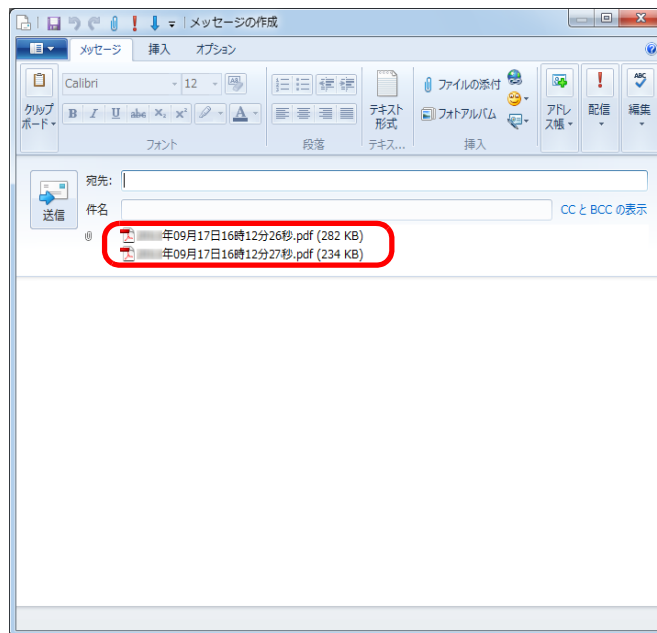 メッセージの作成
メッセージ 挿入 オプション
クリップボード
Calibri 12
B I U abc X₂ X² A
フォント
段落
テキスト形式
テキス...
ファイルの添付
フォトアルバム
挿入
アドレス帳
配信
ABC
編集
送信
宛先:
件名
CC と BCC の表示
年09月17日16時12分26秒.pdf (282 KB)
年09月17日16時12分27秒.pdf (234 KB)